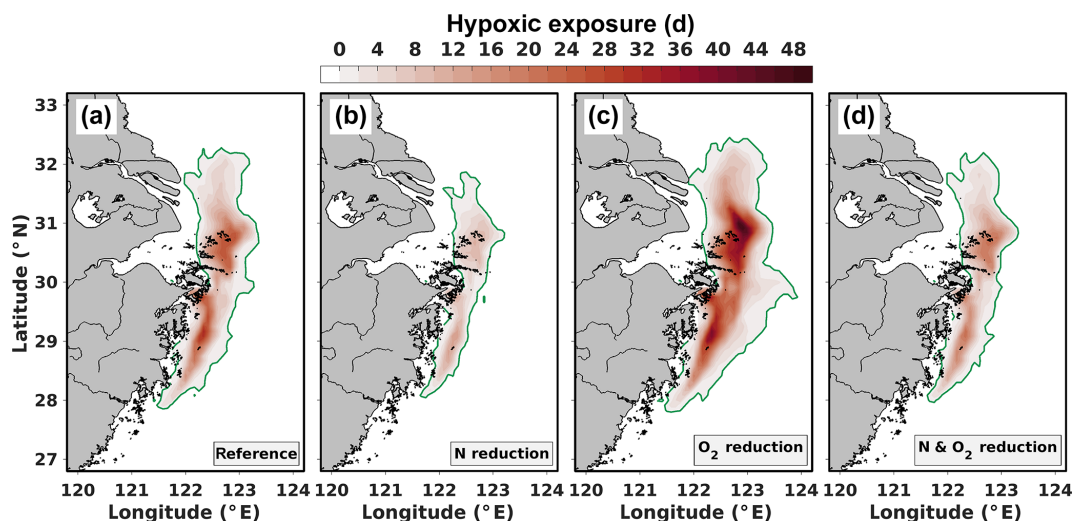 Hypoxic exposure (d)
0 4 8 12 16 20 24 28 32 36 40 44 48
(a) (b) (c) (d)
33
32
31
30
29
28
27
Latitude (°N)
Reference
N reduction
O₂ reduction
N & O₂ reduction
120 121 122 123 124 120 121 122 123 124 120 121 122 123 124 120 121 122 123 124
Longitude (°E) Longitude (°E) Longitude (°E) Longitude (°E)